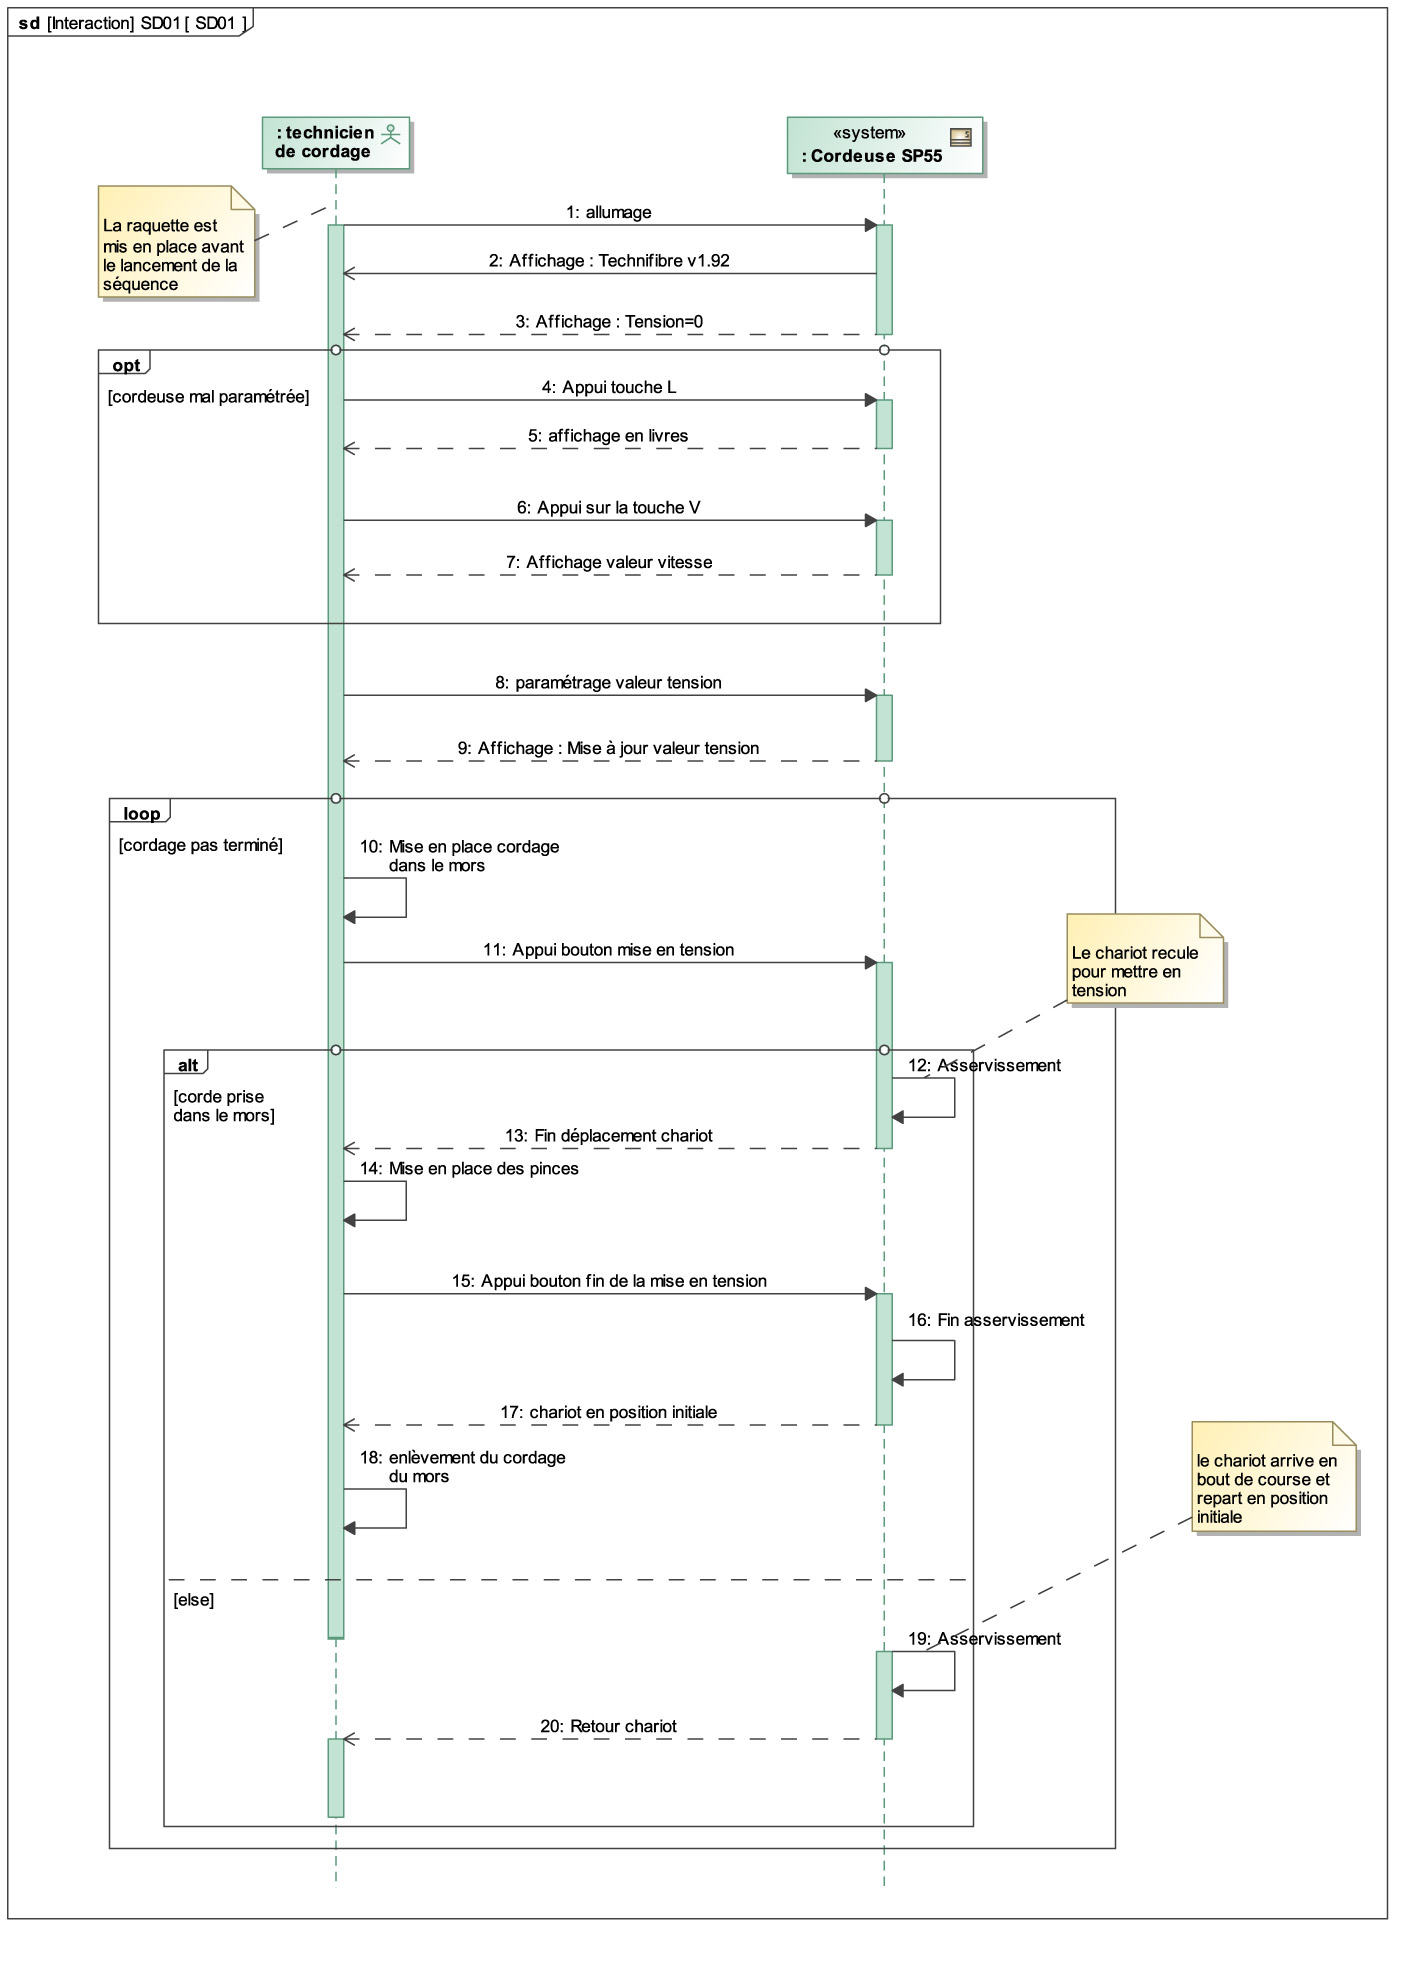 sd [Interaction] SD01 [ SD01 ]
: technicien
de cordage
«system»
: Cordeuse SP55
La raquette est
mis en place avant
le lancement de la
séquence
1: allumage
2: Affichage : Technifibre v1.92
3: Affichage : Tension=0
opt
[cordeuse mal paramétrée]
4: Appui touche L
5: affichage en livres
6: Appui sur la touche V
7: Affichage valeur vitesse
8: paramétrage valeur tension
9: Affichage : Mise à jour valeur tension
loop
[cordage pas terminé]
10: Mise en place cordage
dans le mors
11: Appui bouton mise en tension
Le chariot recule
pour mettre en
tension
alt
[corde prise
dans le mors]
12: Asservissement
13: Fin déplacement chariot
14: Mise en place des pinces
15: Appui bouton fin de la mise en tension
16: Fin asservissement
17: chariot en position initiale
18: enlèvement du cordage
du mors
le chariot arrive en
bout de course et
repart en position
initiale
[else]
19: Asservissement
20: Retour chariot